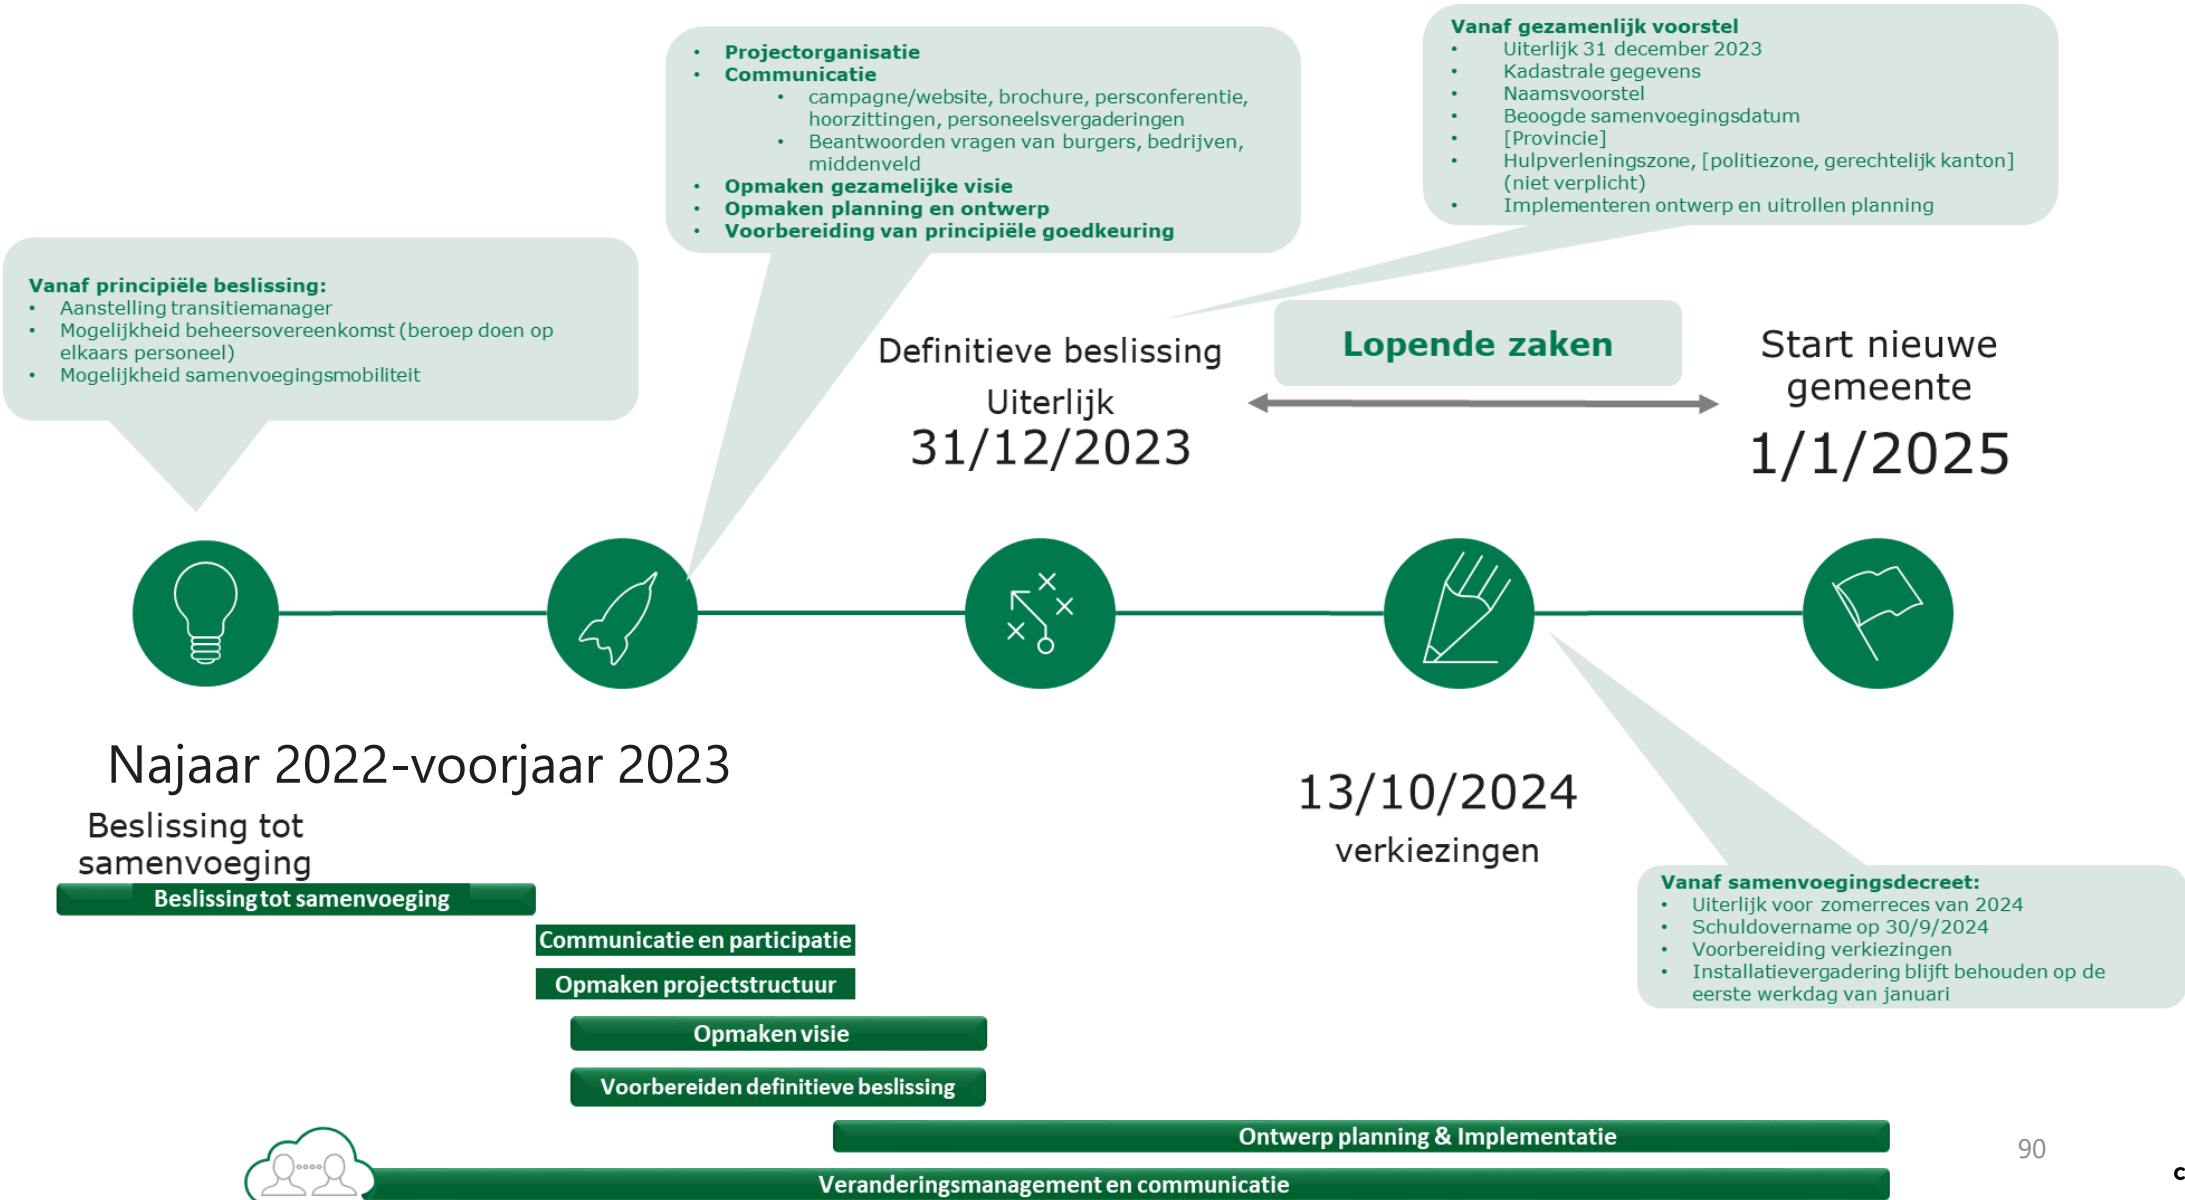 Vanaf gezamenlijk voorstel
• Uiterlijk 31 december 2023
• Kadastrale gegevens
• Naamsvoorstel
• Beoogde samenvoegingsdatum
• [Provincie]
• Hulpverleningszone, [politiezone, gerechtelijk kanton]
(niet verplicht)
• Implementeren ontwerp en uitrollen planning
• Projectorganisatie
• Communicatie
• campagne/website, brochure, persconferentie,
hoorzittingen, personeelsvergaderingen
• Beantwoorden vragen van burgers, bedrijven,
middenveld
• Opmaken gezamelijke visie
• Opmaken planning en ontwerp
• Voorbereiding van principiële goedkeuring
Vanaf principiële beslissing:
• Aanstelling transitiemanager
• Mogelijkheid beheersovereenkomst (beroep doen op
elkaars personeel)
• Mogelijkheid samenvoegingsmobiliteit
Definitieve beslissing
Uiterlijk
31/12/2023
Lopende zaken
Start nieuwe
gemeente
1/1/2025
Najaar 2022-voorjaar 2023
Beslissing tot
samenvoeging
13/10/2024
verkiezingen
Vanaf samenvoegingsdecreet:
• Uiterlijk voor zomerreces van 2024
• Schuldovername op 30/9/2024
• Voorbereiding verkiezingen
• Installatievergadering blijft behouden op de
eerste werkdag van januari
Beslissing tot samenvoeging
Communicatie en participatie
Opmaken projectstructuur
Opmaken visie
Voorbereiden definitieve beslissing
Ontwerp planning & Implementatie
Veranderingsmanagement en communicatie
90
c